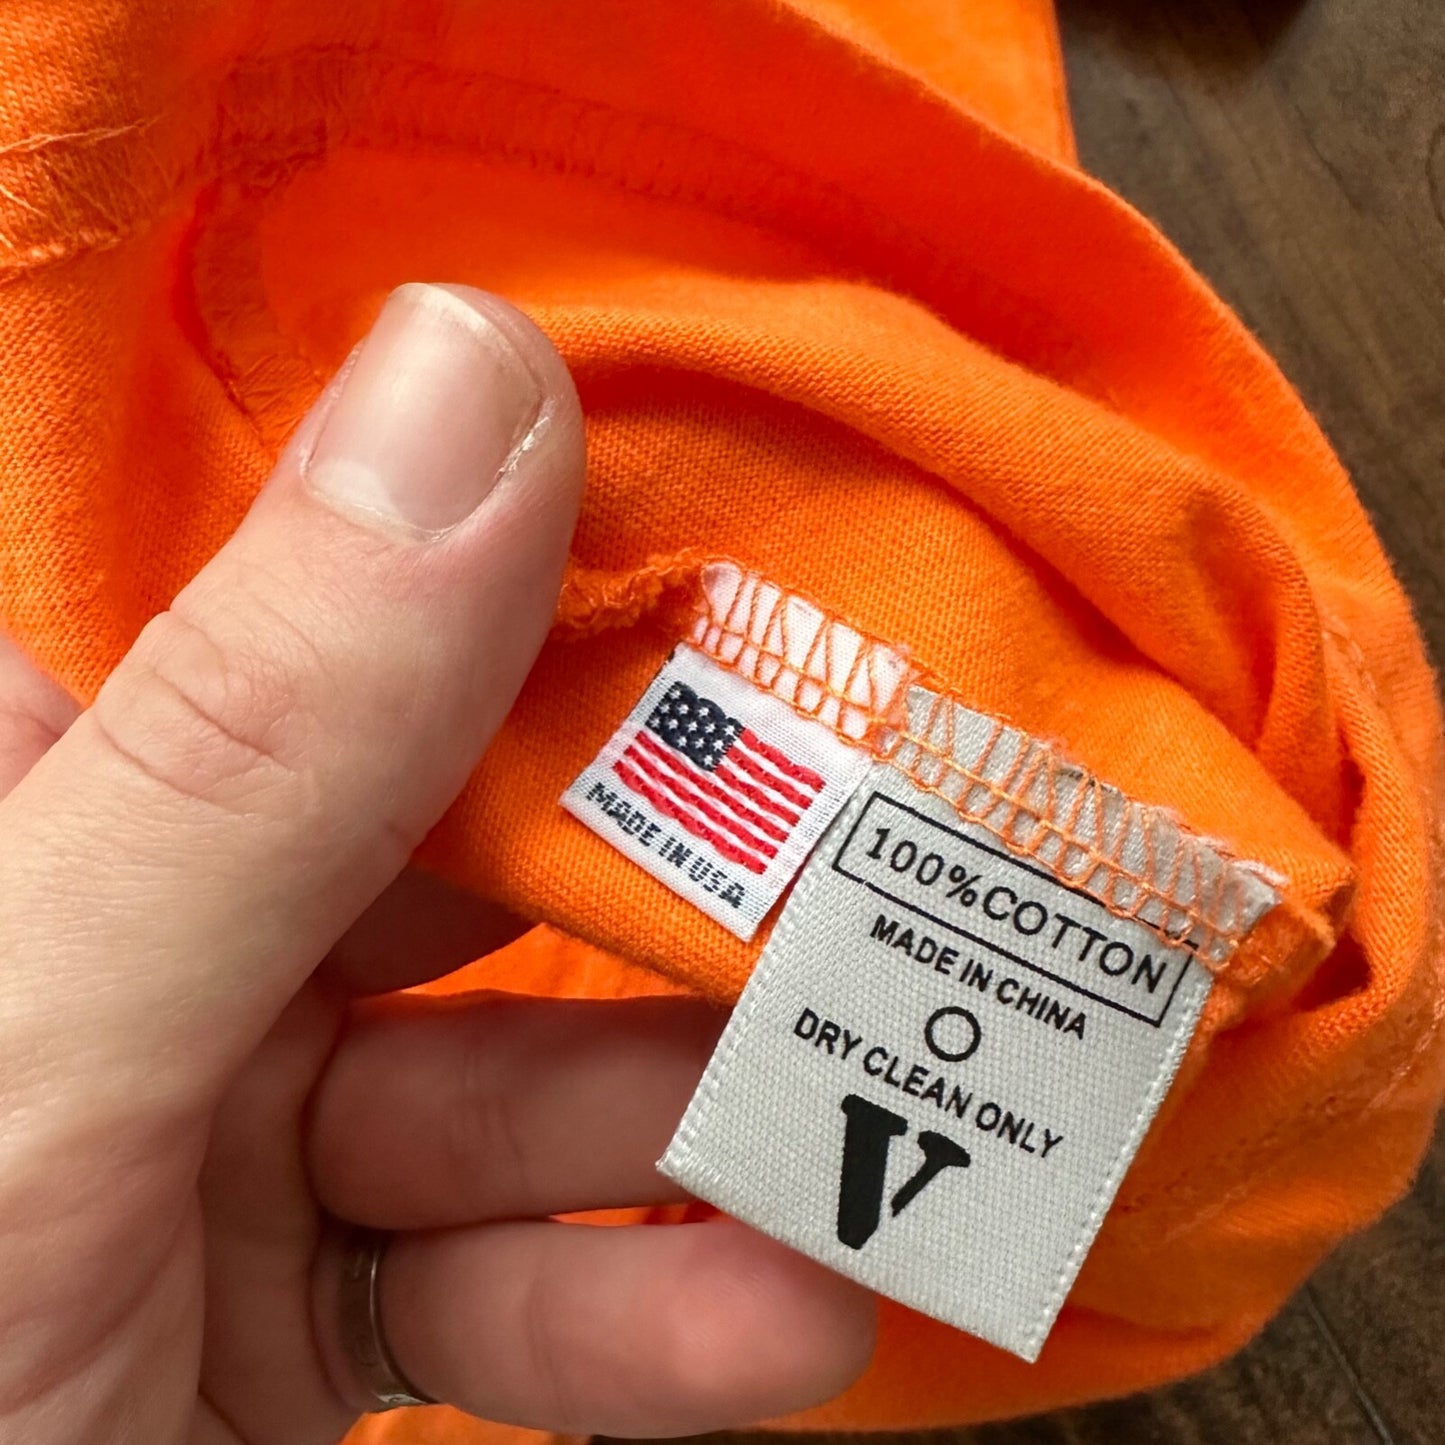 MADE IN USA
100%COTTON
MADE IN CHINA
DRY CLEAN ONLY
V